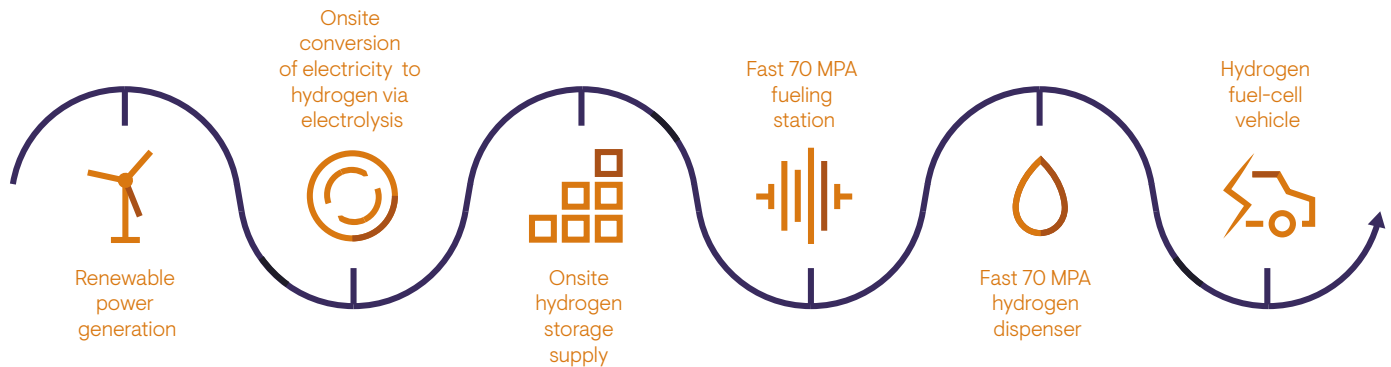 Renewable
power
generation
Onsite
conversion
of electricity to
hydrogen via
electrolysis
Onsite
hydrogen
storage
supply
Fast 70 MPA
fueling
station
Fast 70 MPA
hydrogen
dispenser
Hydrogen
fuel-cell
vehicle